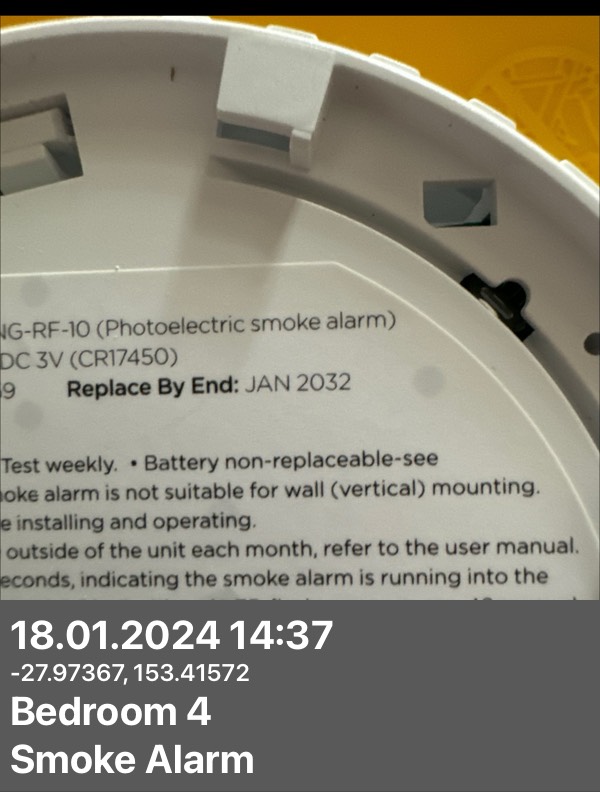 NG-RF-10 (Photoelectric smoke alarm)
DC 3V (CR17450)
9 Replace By End: JAN 2032
Test weekly. • Battery non-replaceable-see
oke alarm is not suitable for wall (vertical) mounting.
e installing and operating.
outside of the unit each month, refer to the user manual.
econds, indicating the smoke alarm is running into the
18.01.2024 14:37
-27.97367, 153.41572
Bedroom 4
Smoke Alarm